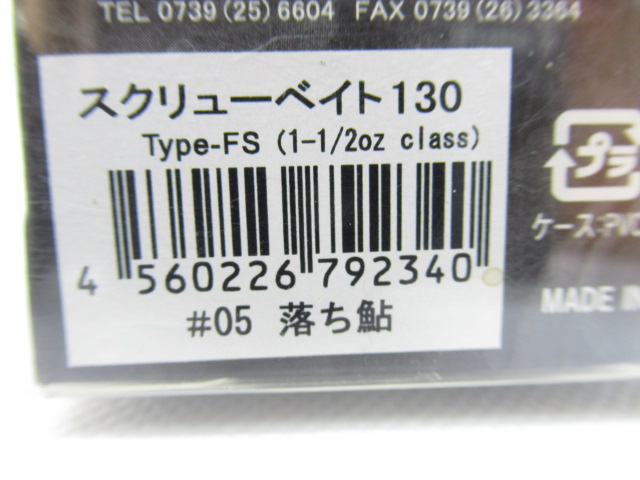 TEL 0739 (25) 6604 FAX 0739 (26) 3364
スクリューベイト130
Type-FS (1-1/2oz class)
4 560226 792340
#05 落ち鮎
プラ
ケース:PVC
MADE IN